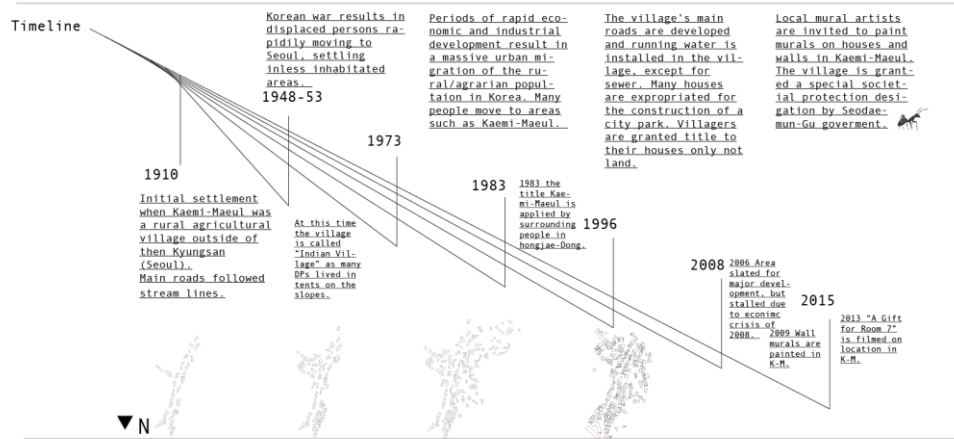 Timeline
Korean war results in
displaced persons ra-
pidily moving to
Seoul, settling
inless inhabitated
areas.
1948-53
Periods of rapid eco-
nomic and industrial
development result in
a massive urban mi-
gration of the ru-
ral/agrarian popul-
taion in Korea. Many
people move to areas
such as Kaemi-Maeul.
The village's main
roads are developed
and running water is
installed in the vil-
lage, except for
sewer. Many houses
are expropriated for
the construction of a
city park. Villagers
are granted title to
their houses only not
land.
Local mural artists
are invited to paint
murals on houses and
walls in Kaemi-Maeul.
The village is grant-
ed a special societ-
ial protection desi-
gation by Seodae-
mun-Gu goverment.
1973
1910
Initial settlement
when Kaemi-Maeul was
a rural agricultural
village outside of
then Kyungsan
(Seoul).
Main roads followed
stream lines.
At this time
the village
is called
"Indian Vil-
lage" as many
DPs lived in
tents on the
slopes.
1983
1983 the
title Kae-
mi-Maeul is
applied by
surrounding
people in
hongjae-Dong.
1996
2008
2006 Area
slated for
major devel-
opment, but
stalled due
to econimc
crisis of
2008.
2009 Wall
murals are
painted in
K-M.
2015
2013 "A Gift
for Room 7"
is filmed on
location in
K-M.
N